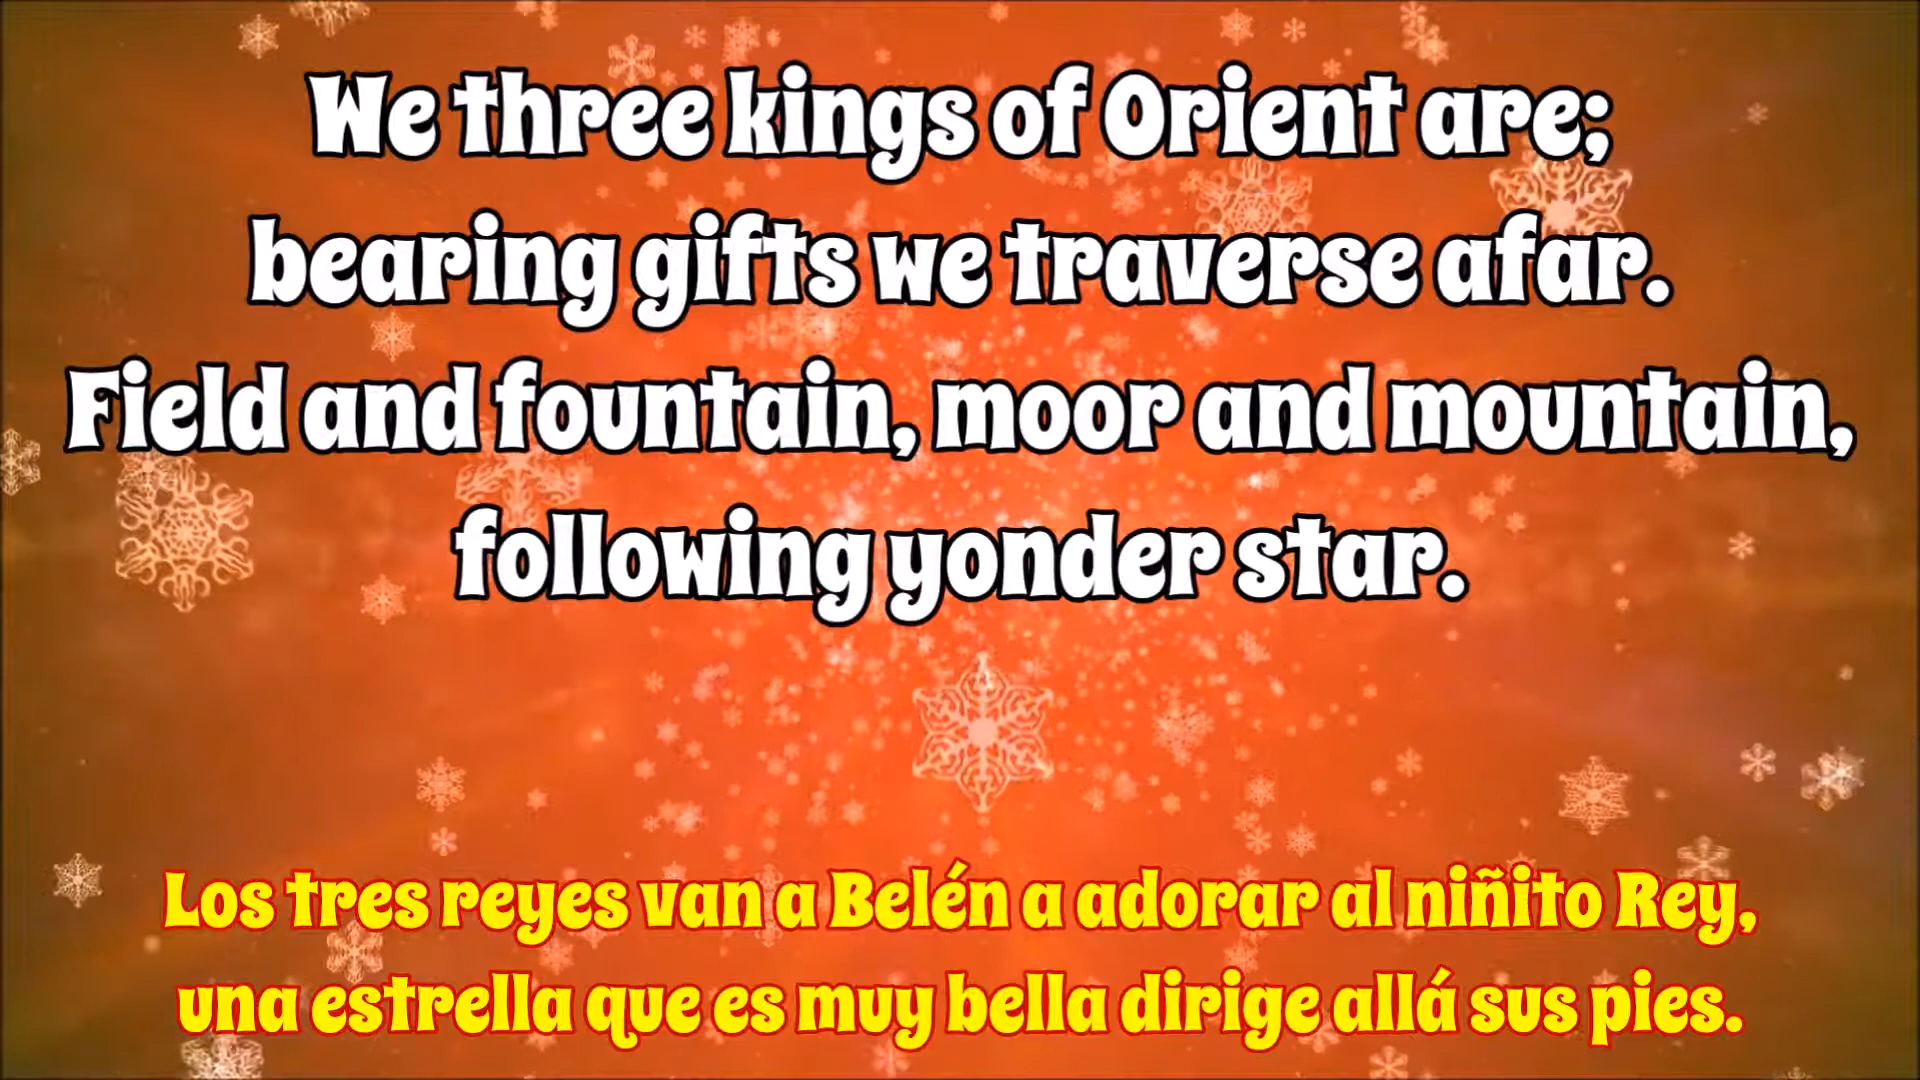 We three kings of Orient are;
bearing gifts we traverse afar.
Field and fountain, moor and mountain,
following yonder star.
Los tres reyes van a Belén a adorar al niñito Rey,
una estrella que es muy bella dirige allá sus pies.